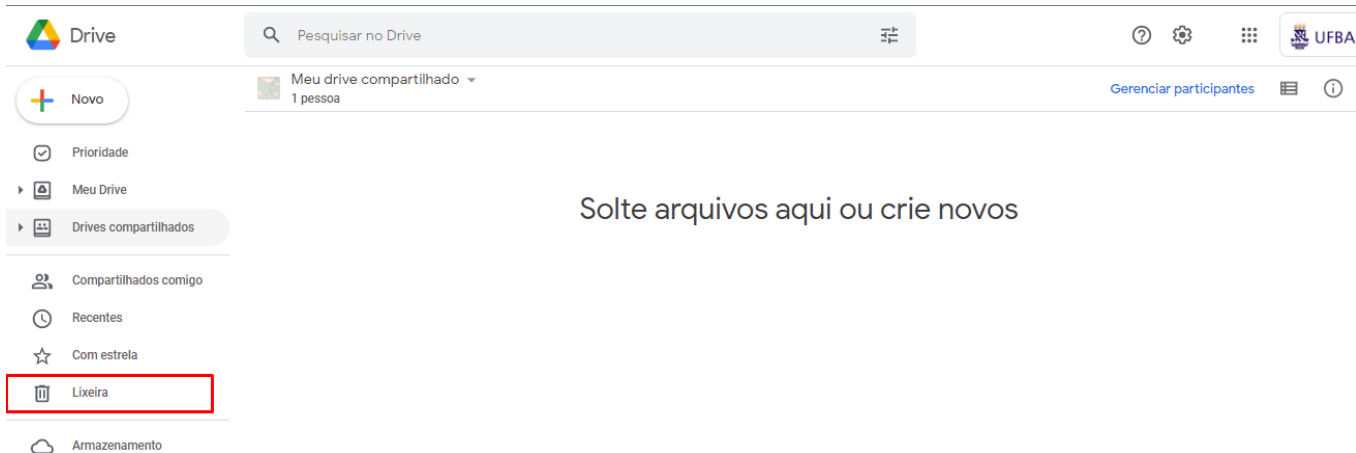 Drive
Pesquisar no Drive
UFBA
Novo
Meu drive compartilhado
1 pessoa
Gerenciar participantes
Prioridade
Meu Drive
Drives compartilhados
Solte arquivos aqui ou crie novos
Compartilhados comigo
Recentes
Com estrela
Lixeira
Armazenamento